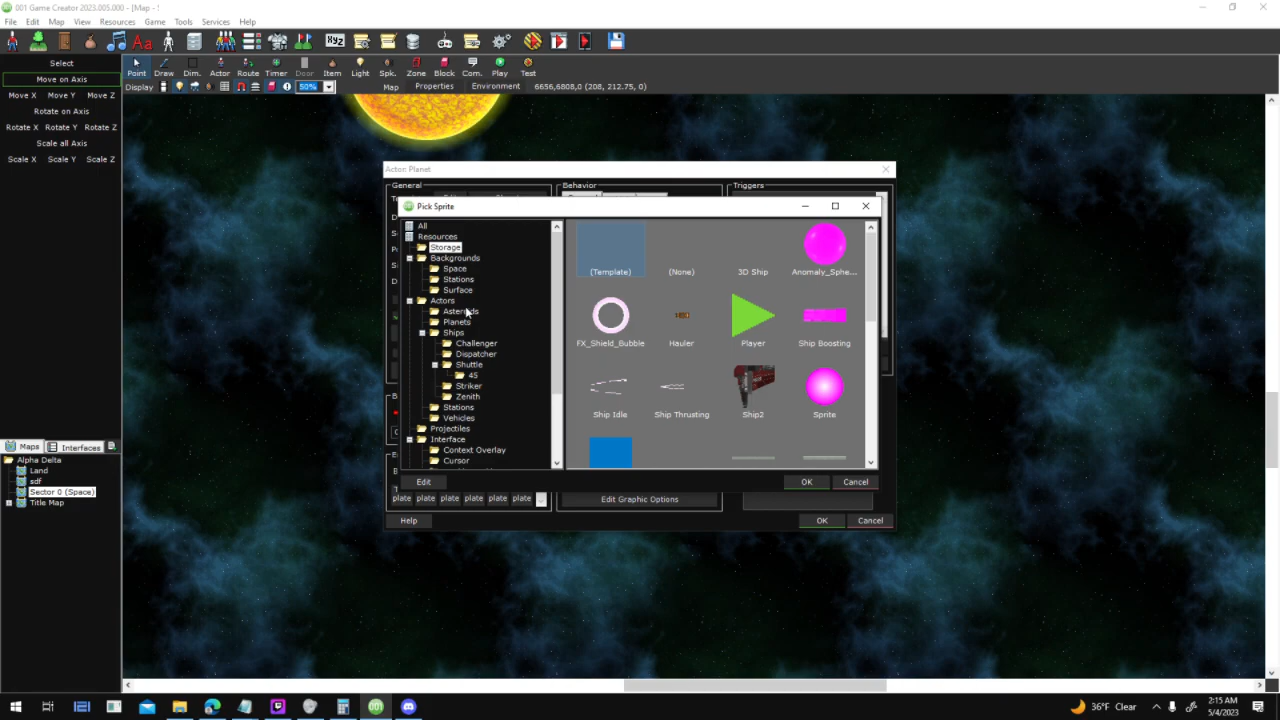 001 Game Creator 2023.005.000 - [Map - !
File Edit Map View Resources Game Tools Services Help
Select
Move on Axis
Move X Move Y Move Z
Rotate on Axis
Rotate X Rotate Y Rotate Z
Scale all Axis
Scale X Scale Y Scale Z
Point Draw Dim. Actor Route Timer Door Item Light Spk. Zone Block Com. Play Test
Display 50% Map Properties Environment 6656,6808,0 (208, 212.75, 0)
Actor: Planet
General Behavior Triggers
Pick Sprite
All
Resources
Storage
Backgrounds
Space
Stations
Surface
Actors
Asteroids
Planets
Ships
Challenger
Dispatcher
Shuttle
4S
Striker
Zenith
Stations
Vehicles
Projectiles
Interface
Context Overlay
Cursor
(Template) (None) 3D Ship Anomaly_Sphe...
FX_Shield_Bubble Hauler Player Ship Boosting
Ship Idle Ship Thrusting Ship2 Sprite
Edit OK Cancel
plate plate plate plate plate plate
Edit Graphic Options
Help OK Cancel
Maps Interfaces
Alpha Delta
Land
sdf
Sector 0 (Space)
Title Map
001
36°F Clear
2:15 AM
5/4/2023